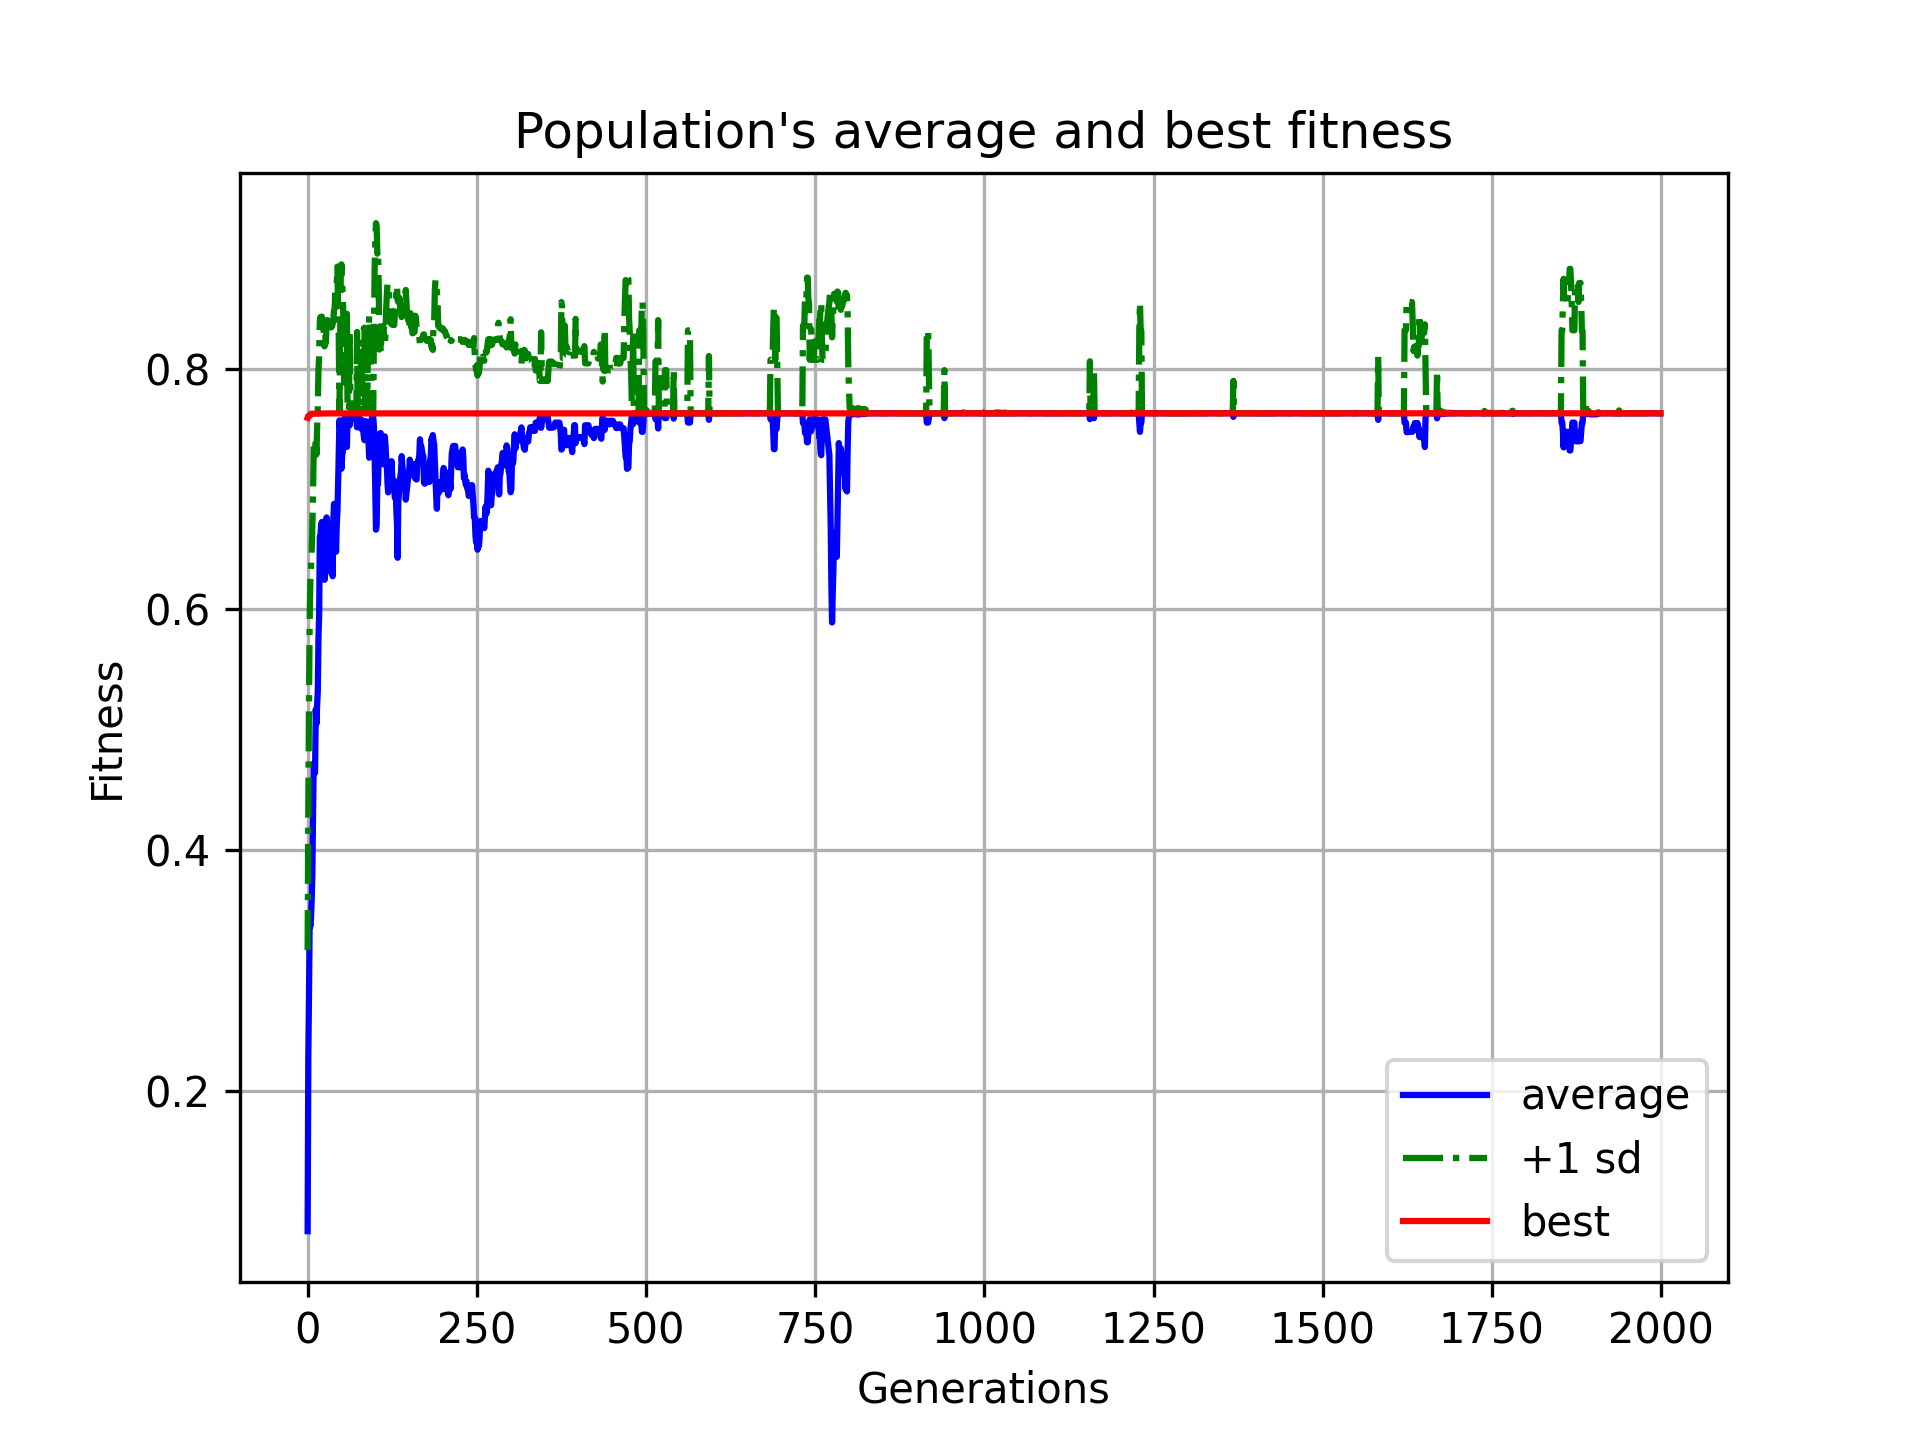 Population's average and best fitness
Fitness
0.8
0.6
0.4
0.2
0 250 500 750 1000 1250 1500 1750 2000
Generations
average
+1 sd
best